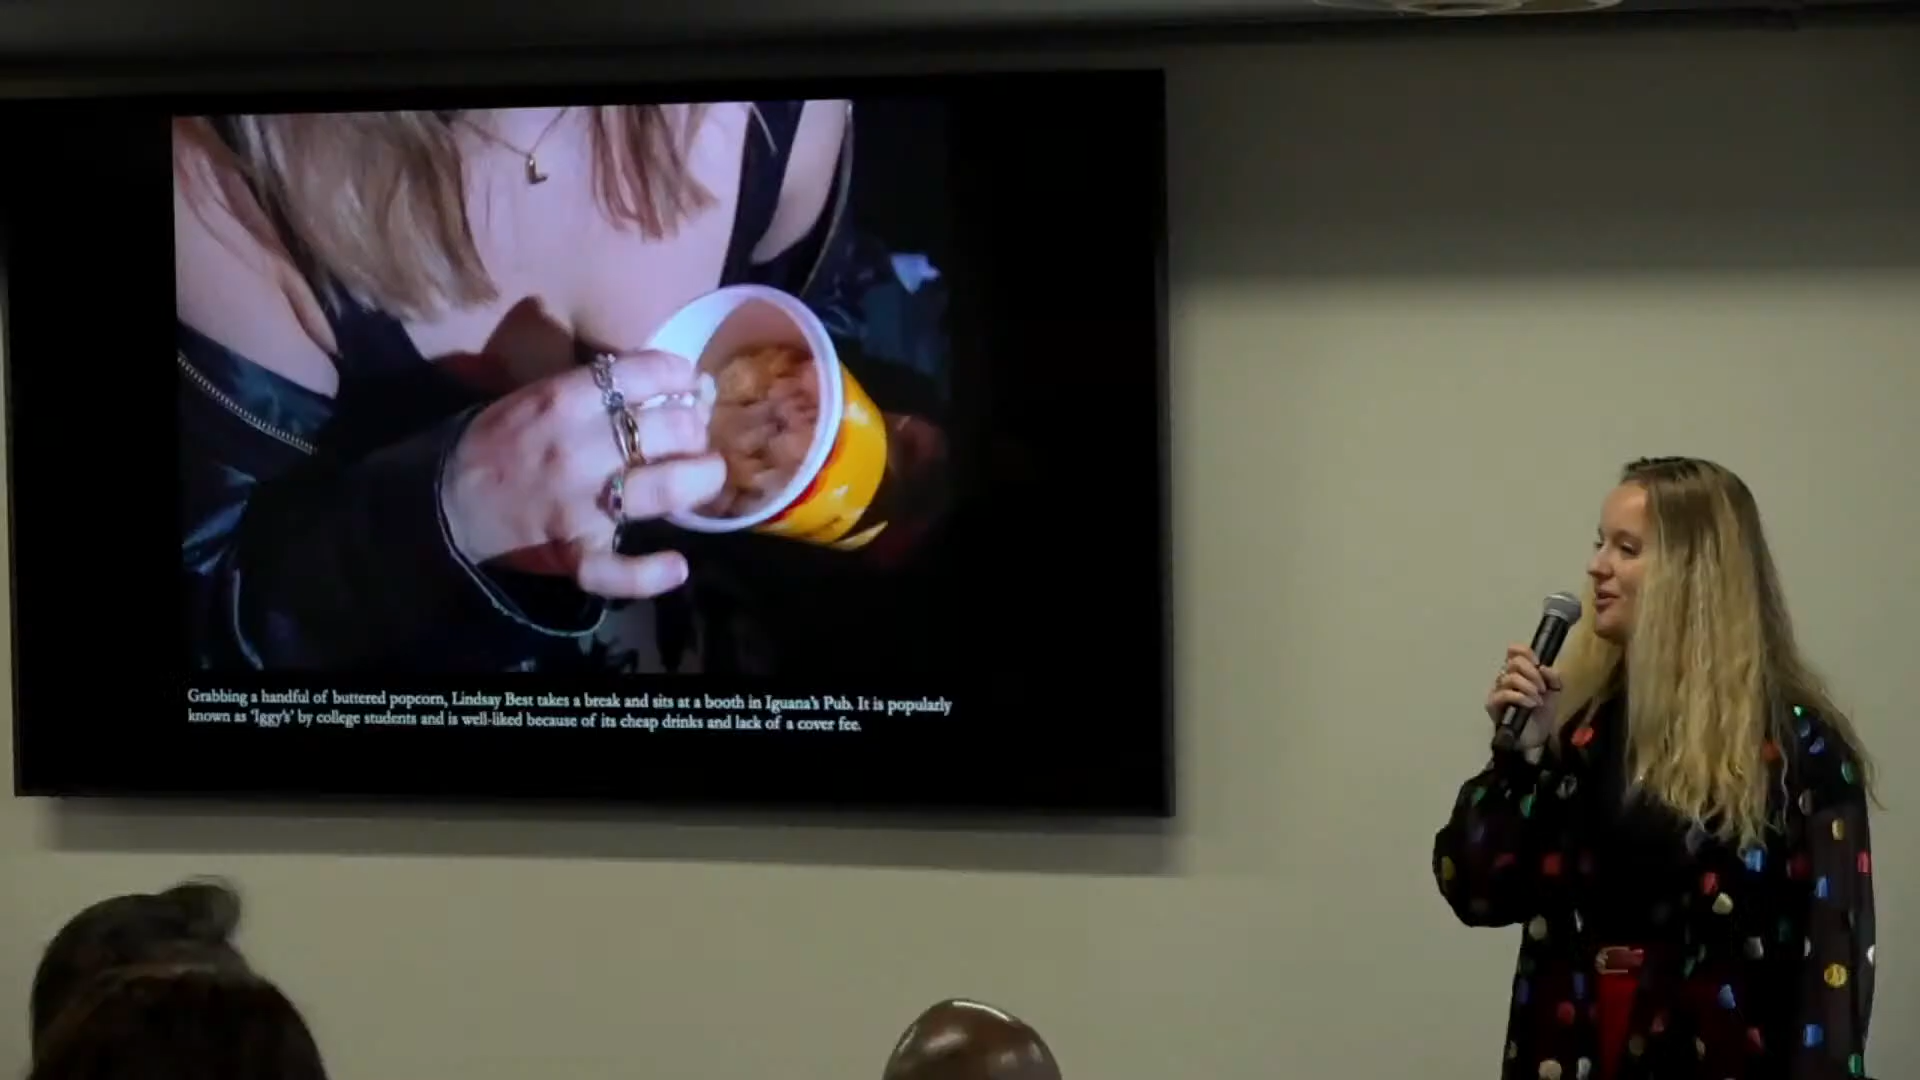 Grabbing a handful of buttered popcorn, Lindsay Best takes a break and sits at a booth in Iguana's Pub. It is popularly
known as 'Iggy's' by college students and is well-liked because of its cheap drinks and lack of a cover fee.